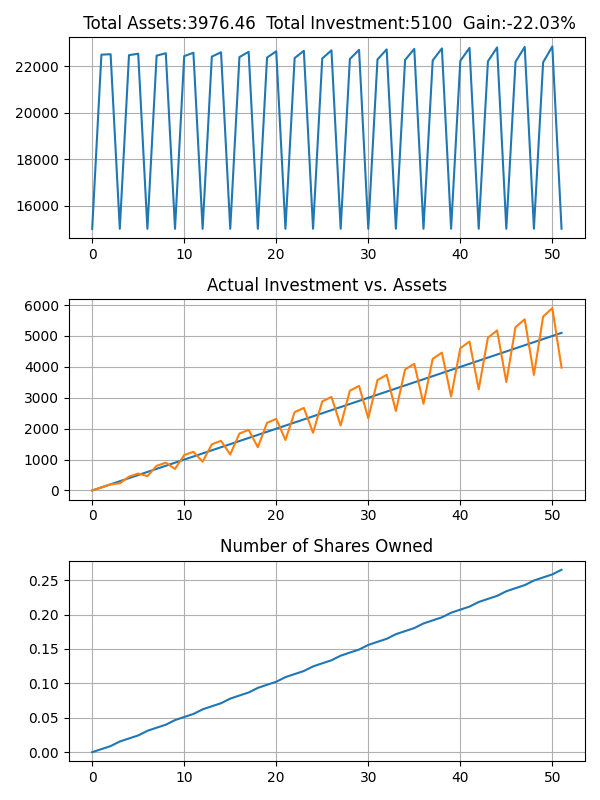 Total Assets:3976.46 Total Investment:5100 Gain:-22.03%
22000
20000
18000
16000
0 10 20 30 40 50
Actual Investment vs. Assets
6000
5000
4000
3000
2000
1000
0
0 10 20 30 40 50
Number of Shares Owned
0.25
0.20
0.15
0.10
0.05
0.00
0 10 20 30 40 50